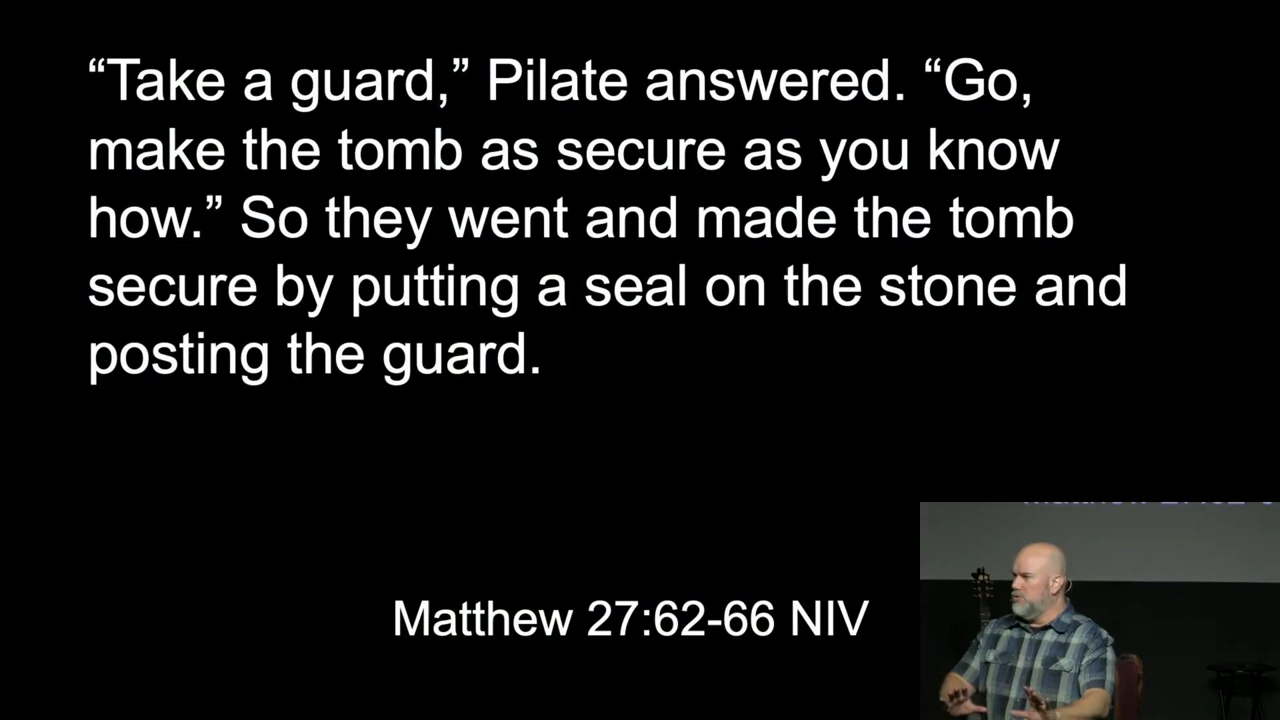 “Take a guard,” Pilate answered. “Go,
make the tomb as secure as you know
how.” So they went and made the tomb
secure by putting a seal on the stone and
posting the guard.
Matthew 27:62-66 NIV